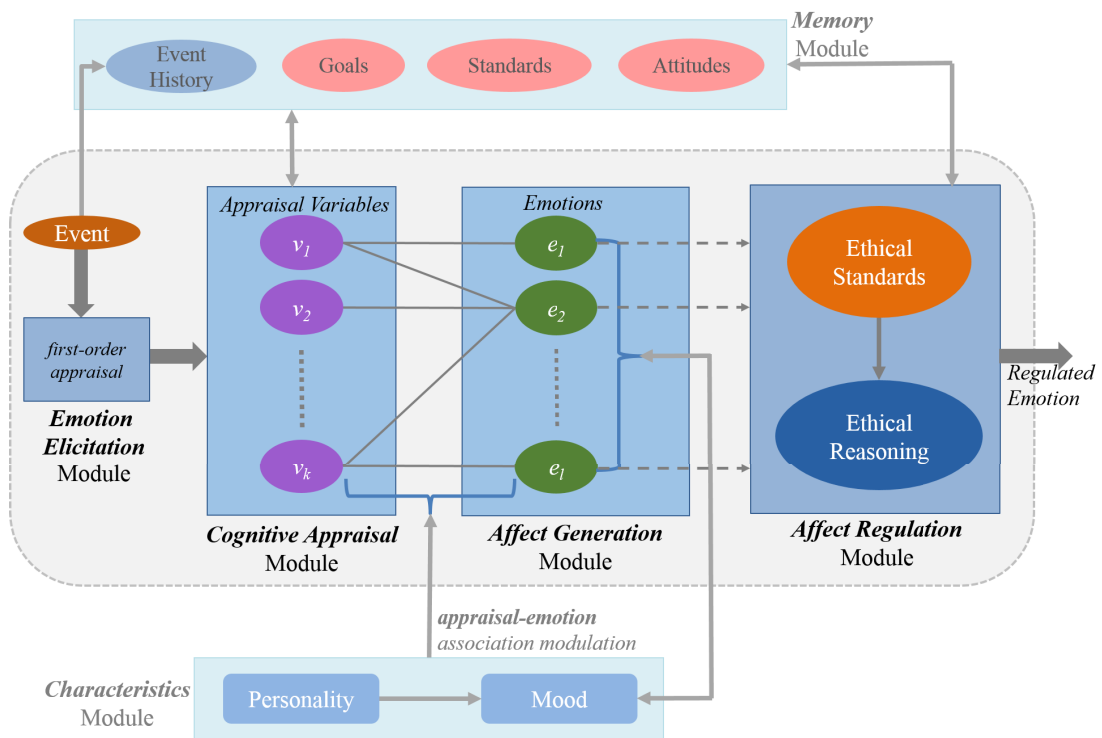 Memory
Module
Event
History
Goals
Standards
Attitudes
Event
first-order
appraisal
Emotion
Elicitation
Module
Appraisal Variables
v1
v2
vk
Cognitive Appraisal
Module
Emotions
e1
e2
el
Affect Generation
Module
Ethical
Standards
Ethical
Reasoning
Affect Regulation
Module
Regulated
Emotion
appraisal-emotion
association modulation
Characteristics
Module
Personality
Mood